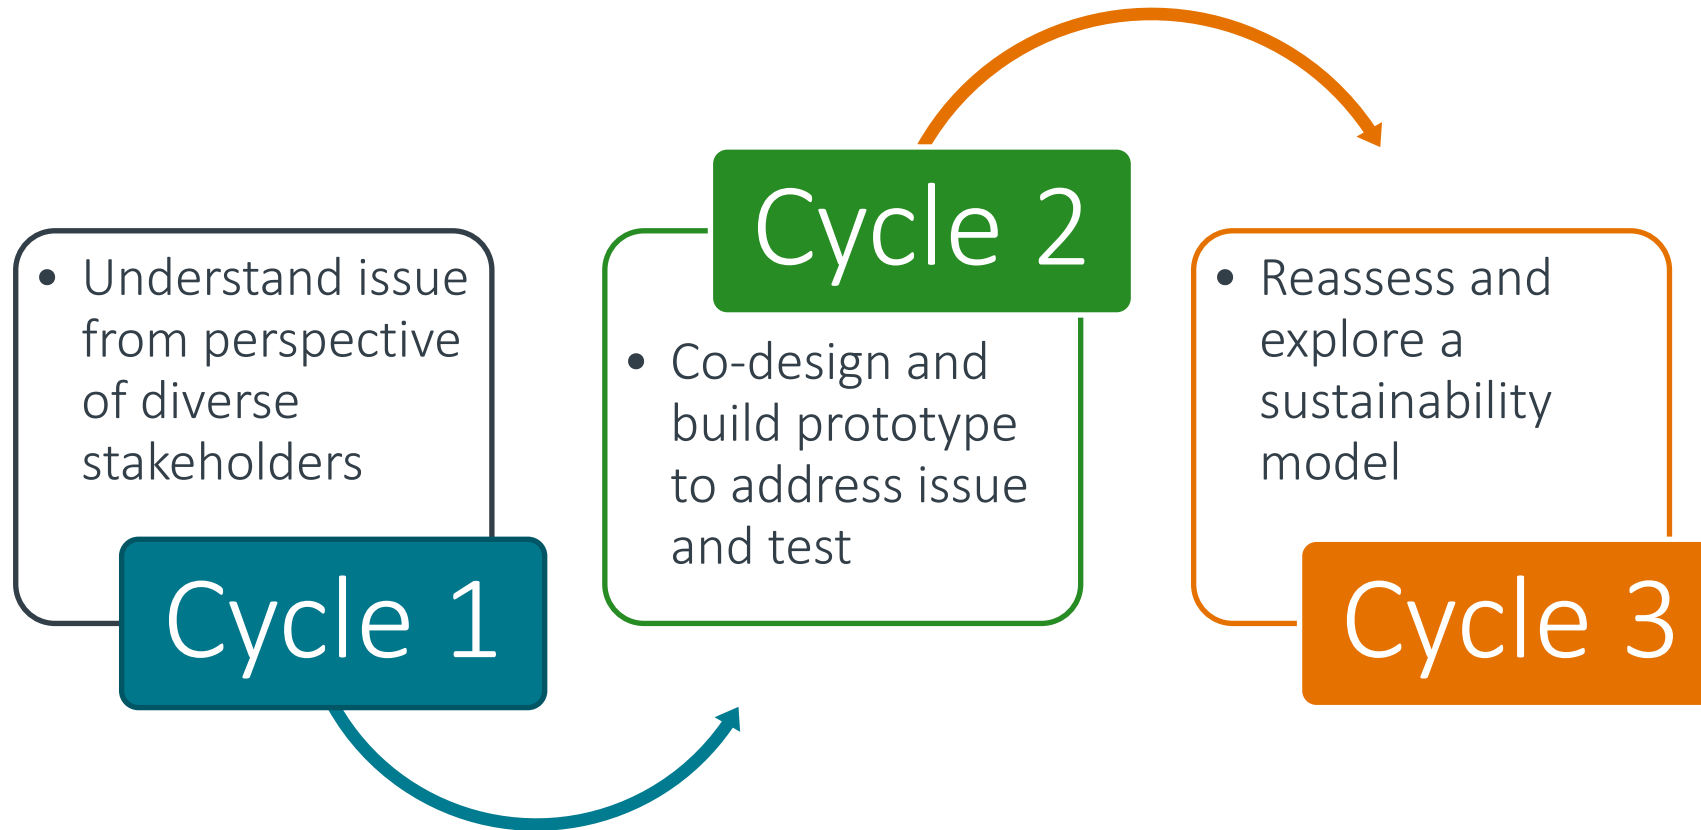 • Understand issue
from perspective
of diverse
stakeholders
Cycle 1
Cycle 2
• Co-design and
build prototype
to address issue
and test
• Reassess and
explore a
sustainability
model
Cycle 3